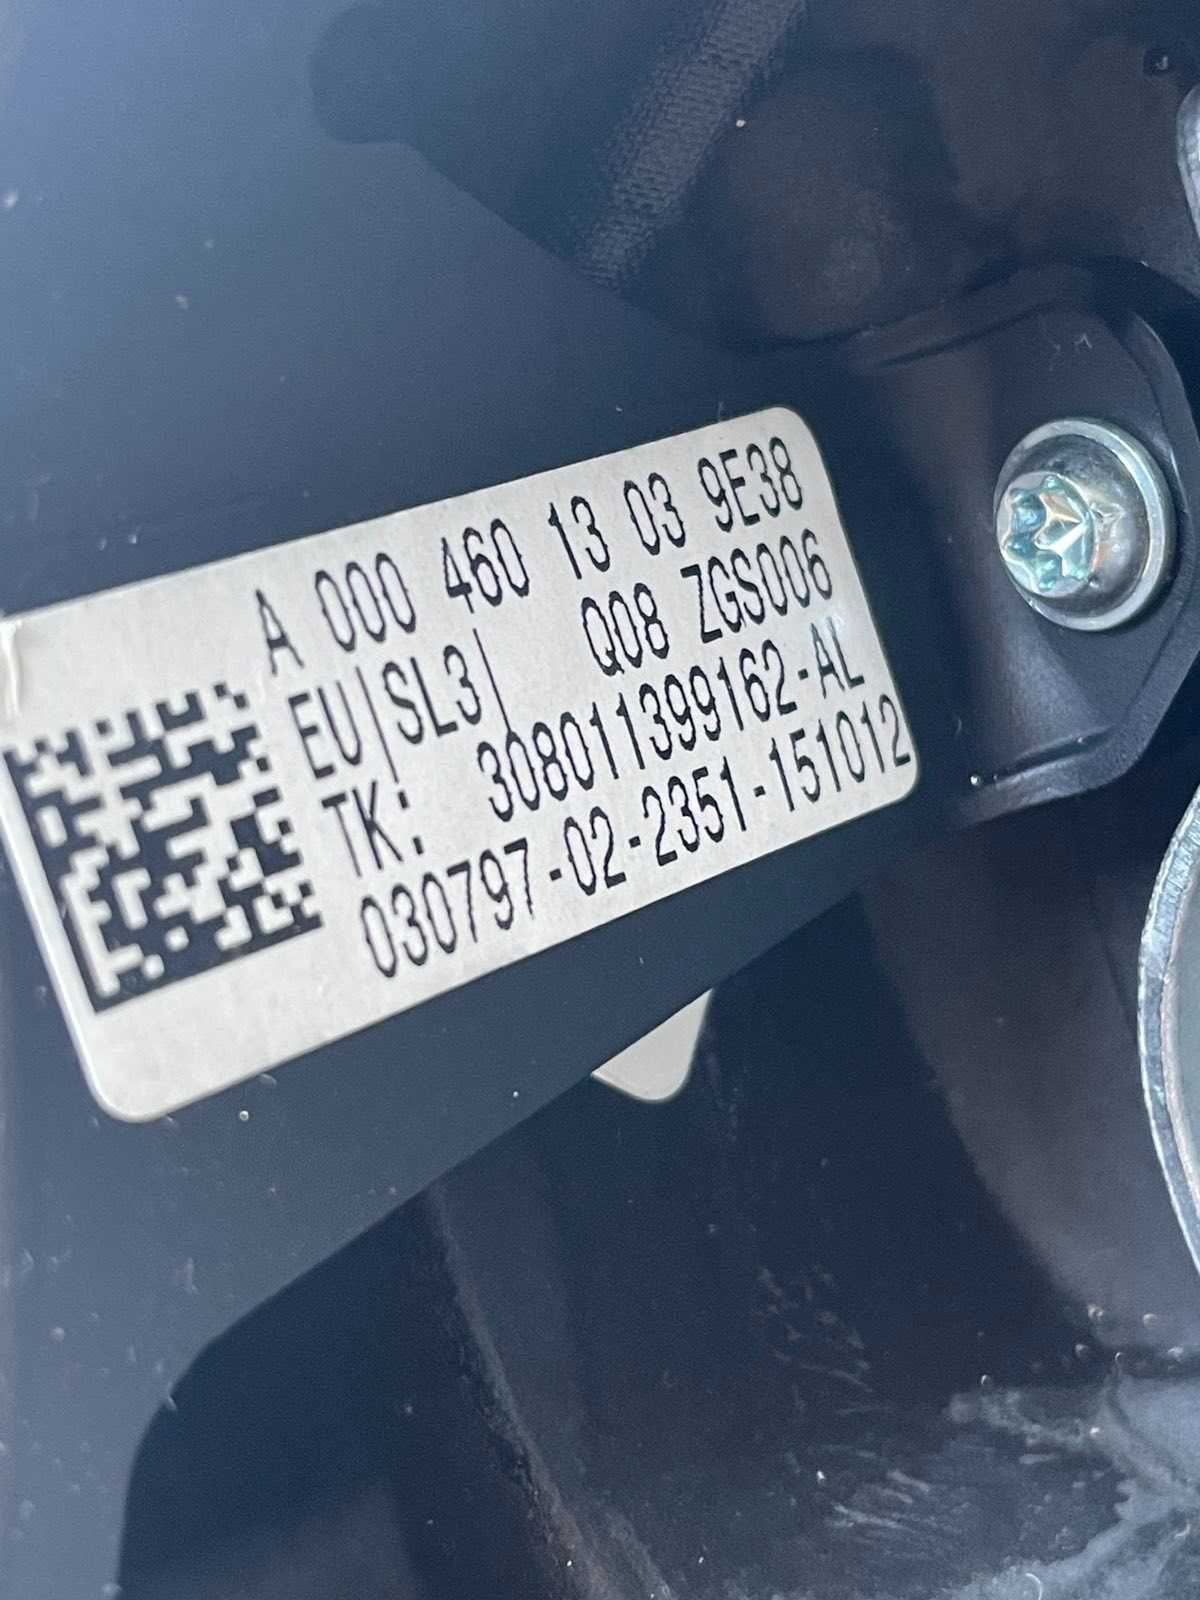 A 000 460 13 03 9E38
EU|SL3| Q08 ZGS006
TK: 308011399162-AL
030797-02-2351-151012